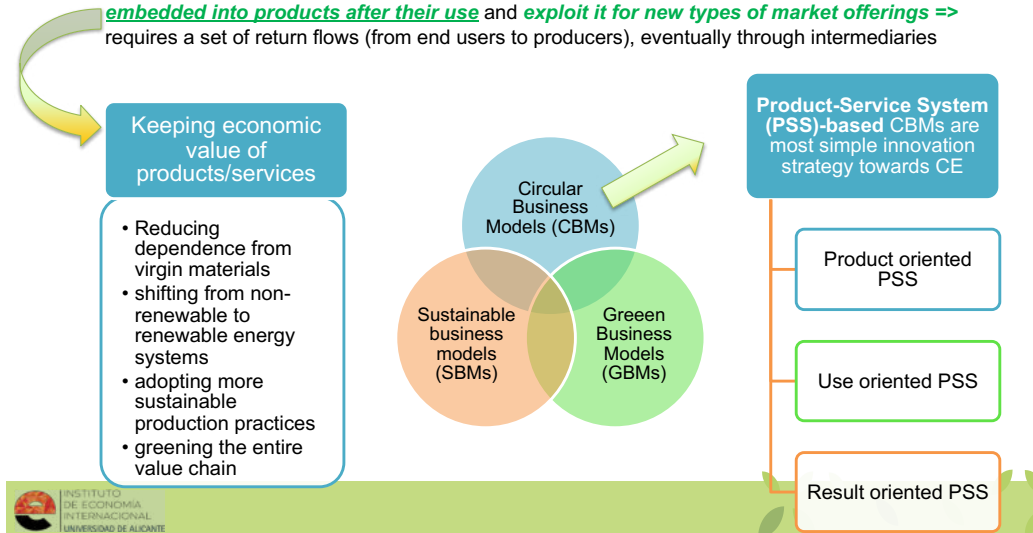 embedded into products after their use and exploit it for new types of market offerings =>
requires a set of return flows (from end users to producers), eventually through intermediaries
Keeping economic
value of
products/services
• Reducing
dependence from
virgin materials
• shifting from non-
renewable to
renewable energy
systems
• adopting more
sustainable
production practices
• greening the entire
value chain
Circular
Business
Models (CBMs)
Sustainable
business
models
(SBMs)
Greeen
Business
Models
(GBMs)
Product-Service System
(PSS)-based CBMs are
most simple innovation
strategy towards CE
Product oriented
PSS
Use oriented PSS
Result oriented PSS
INSTITUTO
DE ECONOMÍA
INTERNACIONAL
UNIVERSIDAD DE ALICANTE